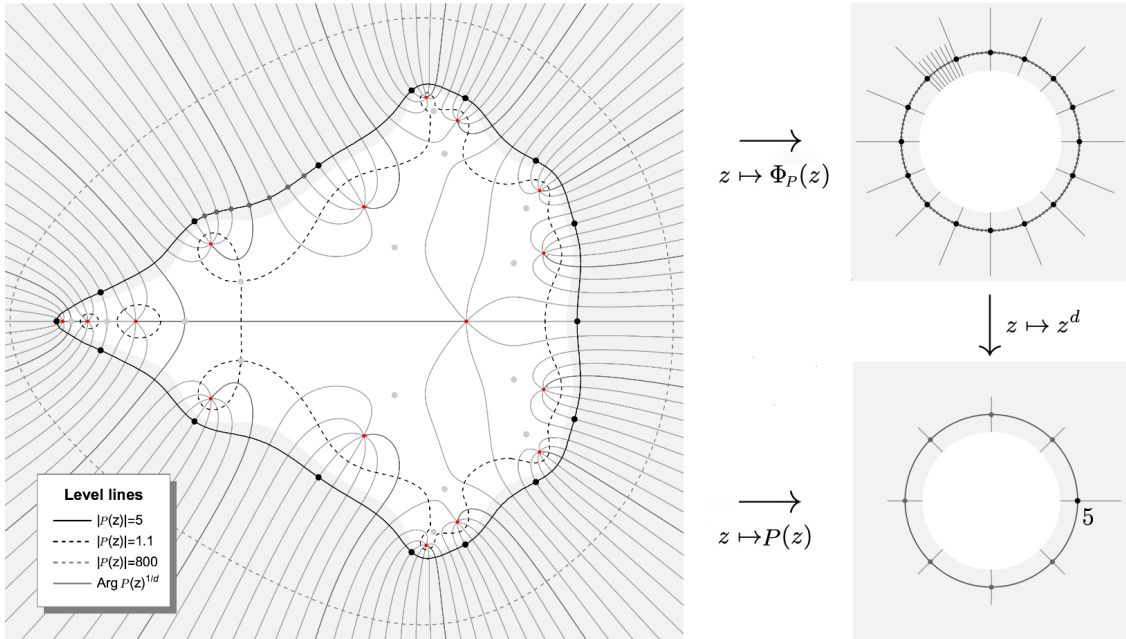 z ↦ Φ_P(z)
z ↦ z^d
Level lines
|P(z)|=5
|P(z)|=1.1
|P(z)|=800
Arg P(z)^{1/d}
z ↦ P(z)
5